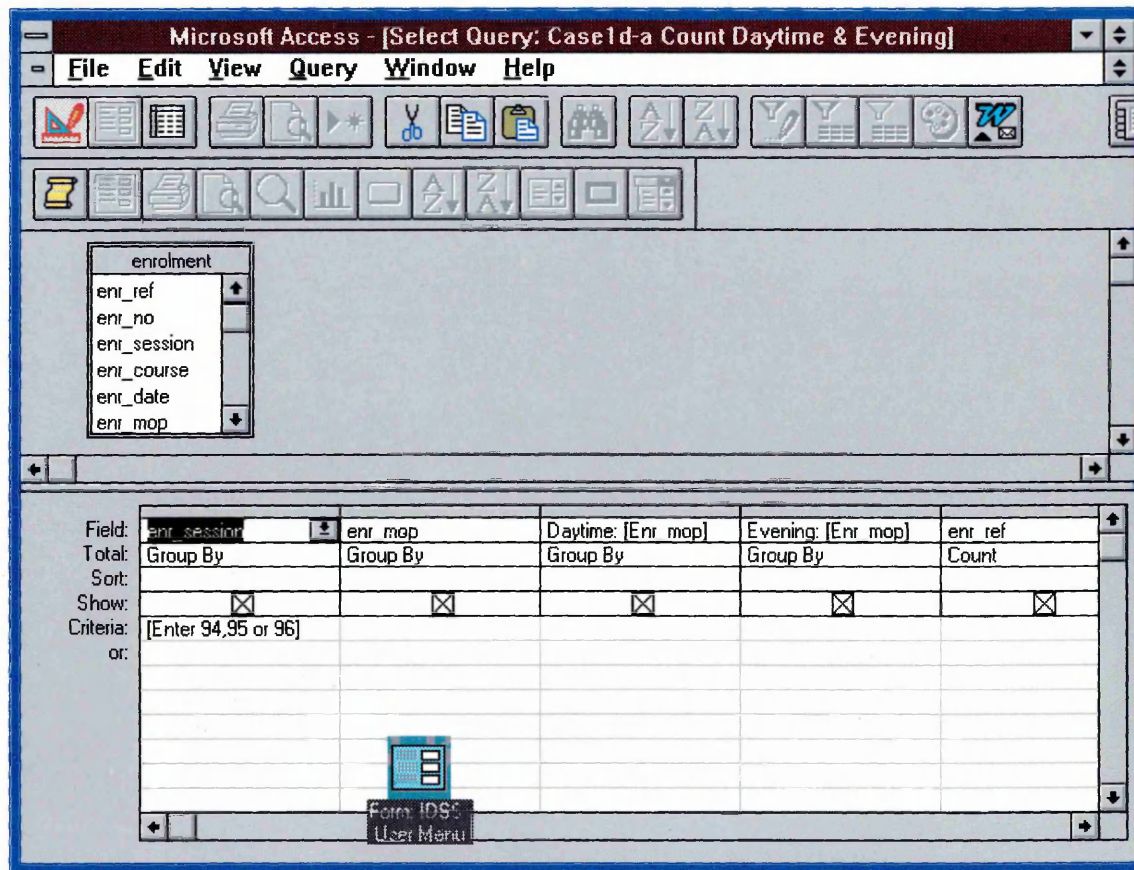 Microsoft Access - [Select Query: Case1d-a Count Daytime & Evening]
File Edit View Query Window Help
enrolment
enr_ref
enr_no
enr_session
enr_course
enr_date
enr_mop
Field: enr_session enr_mop Daytime: [Enr_mop] Evening: [Enr_mop] enr_ref
Total: Group By Group By Group By Group By Count
Sort:
Show:
Criteria: [Enter 94,95 or 96]
or:
Form: IDSS
User Menu